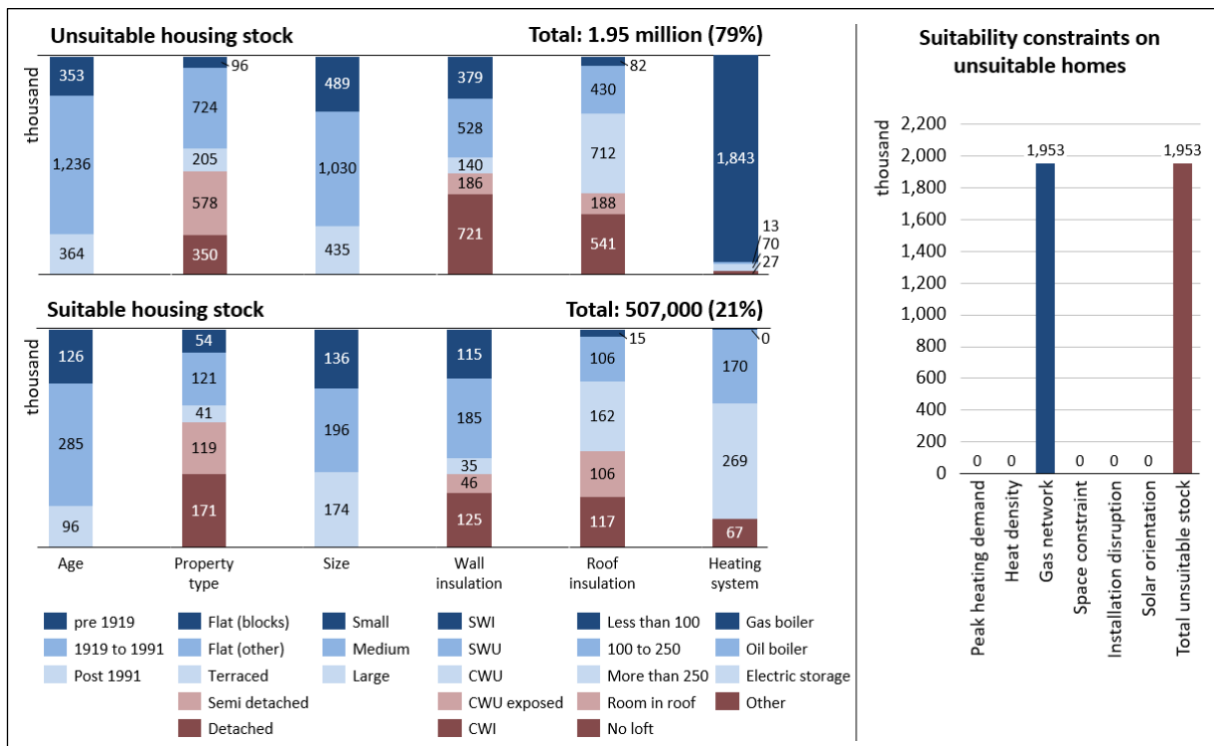 Unsuitable housing stock Total: 1.95 million (79%)
thousand
353
1,236
364
96
724
205
578
350
489
1,030
435
379
528
140
186
721
82
430
712
188
541
1,843
13
70
27
Suitable housing stock Total: 507,000 (21%)
thousand
126
285
96
54
121
41
119
171
136
196
174
115
185
35
46
125
15
106
162
106
117
0
170
269
67
Age
Property
type
Size
Wall
insulation
Roof
insulation
Heating
system
pre 1919
1919 to 1991
Post 1991
Flat (blocks)
Flat (other)
Terraced
Semi detached
Detached
Small
Medium
Large
SWI
SWU
CWU
CWU exposed
CWI
Less than 100
100 to 250
More than 250
Room in roof
No loft
Gas boiler
Oil boiler
Electric storage
Other
Suitability constraints on
unsuitable homes
thousand
2,200
2,000
1,800
1,600
1,400
1,200
1,000
800
600
400
200
0
0
0
1,953
0
0
0
1,953
Peak heating demand
Heat density
Gas network
Space constraint
Installation disruption
Solar orientation
Total unsuitable stock